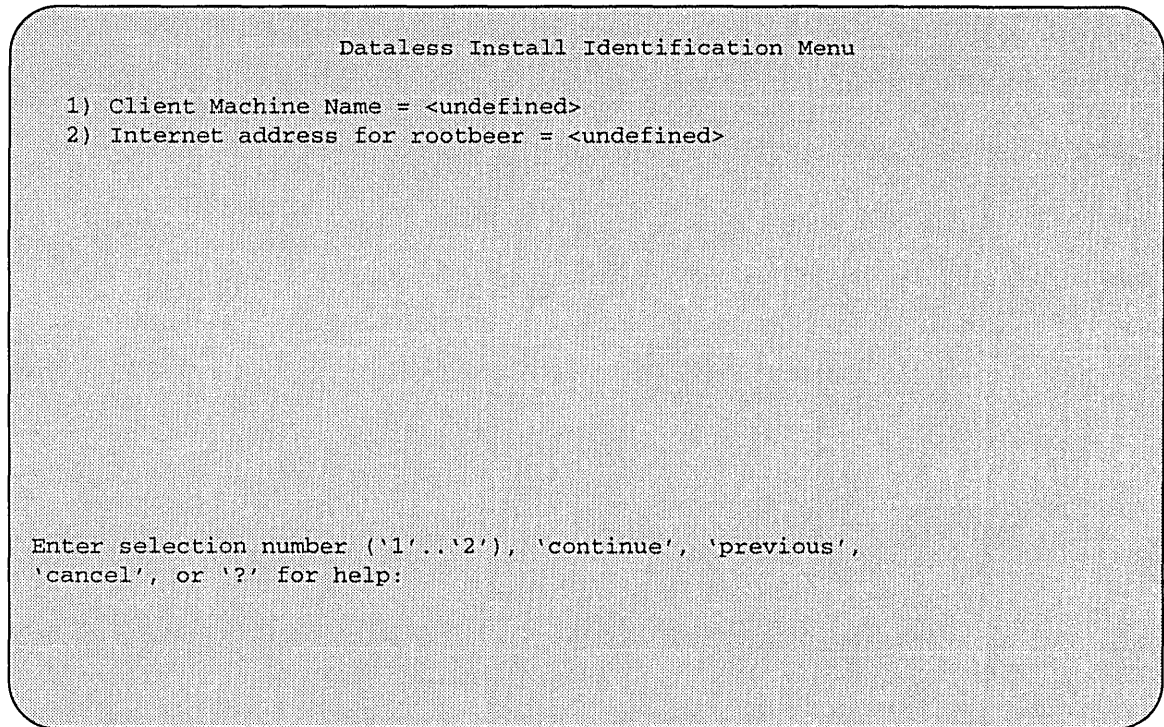 Dataless Install Identification Menu
1) Client Machine Name = <undefined>
2) Internet address for rootbeer = <undefined>
Enter selection number (‘1’..‘2’), ‘continue’, ‘previous’,
‘cancel’, or ‘?’ for help: